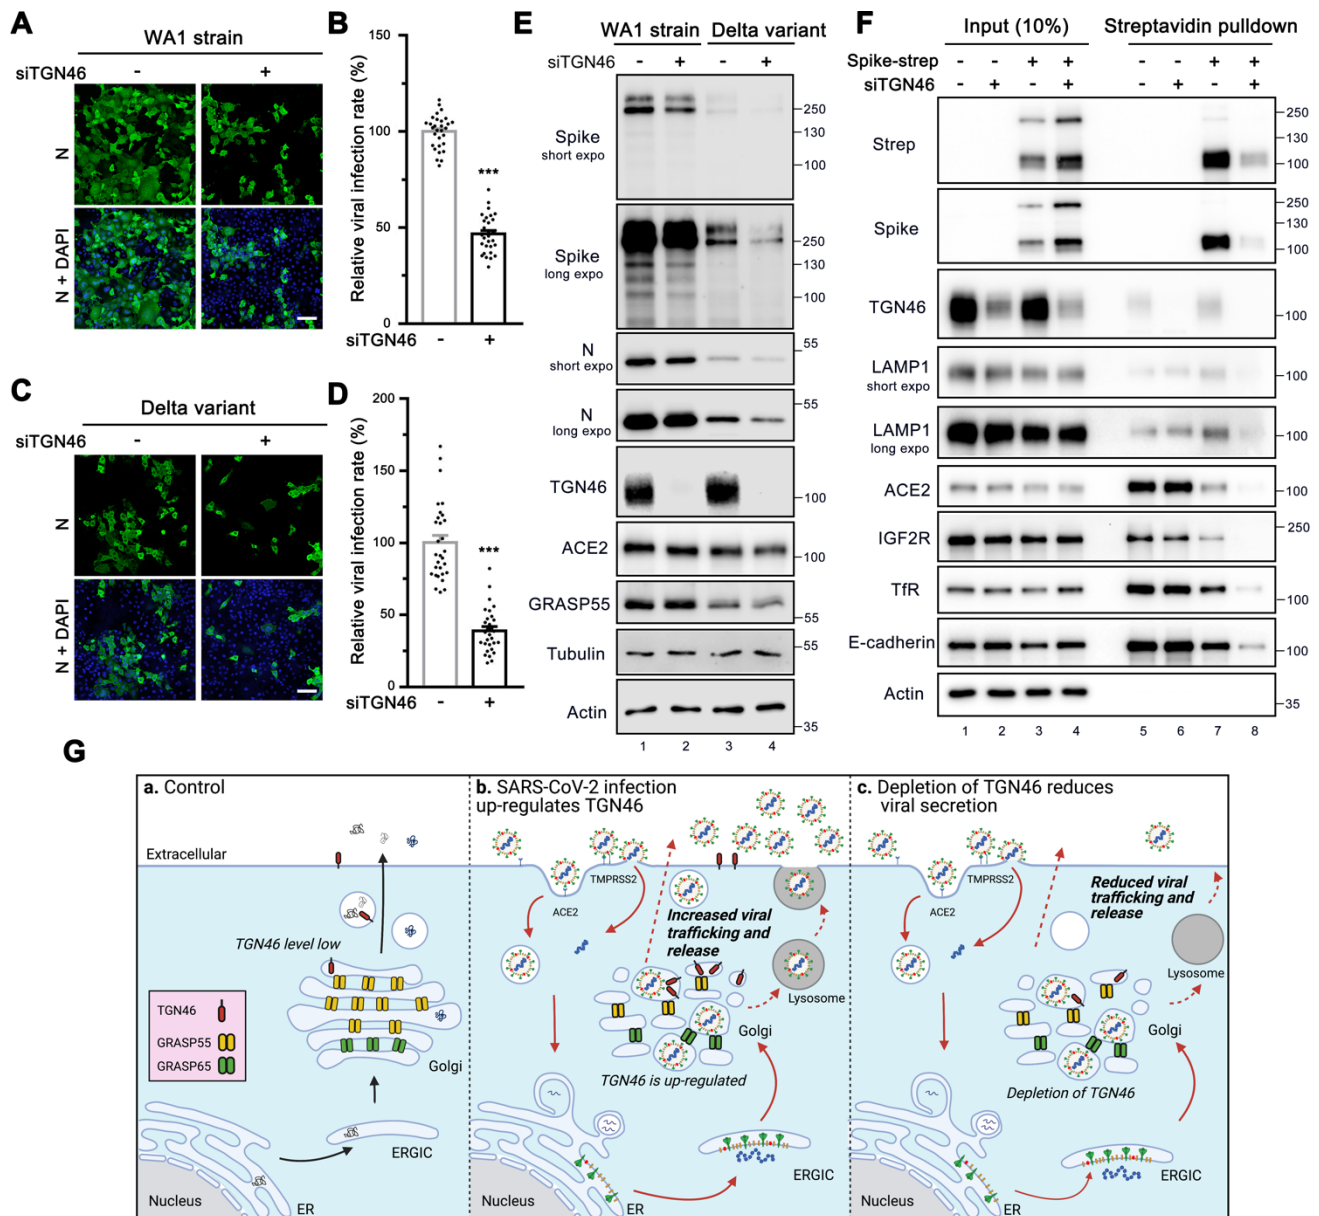 A
WA1 strain
siTGN46 - +
N
N + DAPI
B
Relative viral infection rate (%)
150
100
50
0
***
siTGN46 - +
C
Delta variant
siTGN46 - +
N
N + DAPI
D
Relative viral infection rate (%)
200
150
100
50
0
***
siTGN46 - +
E
WA1 strain Delta variant
siTGN46 - + - +
Spike
short expo
250
130
100
Spike
long expo
250
130
100
N
short expo
55
N
long expo
55
TGN46
100
ACE2
100
GRASP55
55
Tubulin
55
Actin
35
1 2 3 4
F
Input (10%) Streptavidin pulldown
Spike-strep - - + + - - + +
siTGN46 - + - + - + - +
Strep
250
130
100
Spike
250
130
100
TGN46
100
LAMP1
short expo
100
LAMP1
long expo
100
ACE2
100
IGF2R
250
TfR
100
E-cadherin
100
Actin
35
1 2 3 4 5 6 7 8
G
a. Control
Extracellular
TGN46 level low
TGN46
GRASP55
GRASP65
Golgi
ERGIC
Nucleus
ER
b. SARS-CoV-2 infection
up-regulates TGN46
TMPRSS2
ACE2
Increased viral
trafficking and
release
Lysosome
Golgi
TGN46 is up-regulated
ERGIC
Nucleus
ER
c. Depletion of TGN46 reduces
viral secretion
TMPRSS2
ACE2
Reduced viral
trafficking and
release
Lysosome
Golgi
Depletion of TGN46
ERGIC
Nucleus
ER